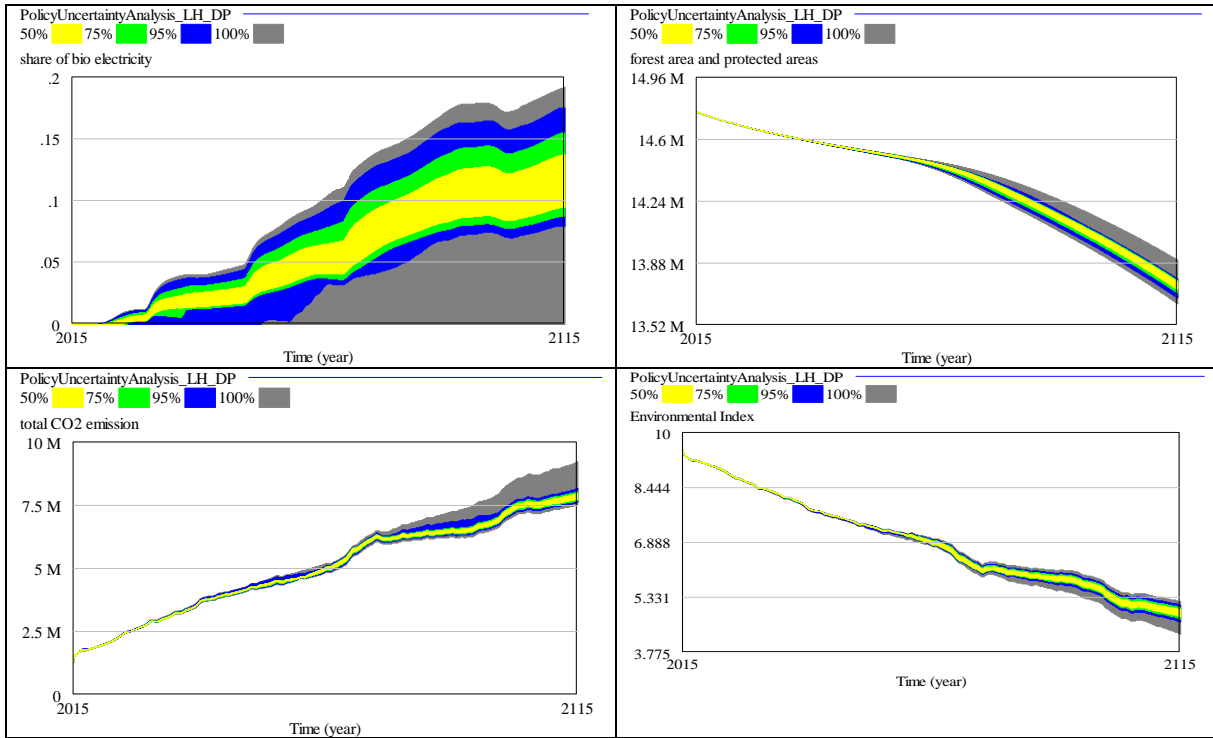 PolicyUncertaintyAnalysis_LH_DP
50% 75% 95% 100%
share of bio electricity
.2
.15
.1
.05
0
2015 2115
Time (year)
PolicyUncertaintyAnalysis_LH_DP
50% 75% 95% 100%
forest area and protected areas
14.96 M
14.6 M
14.24 M
13.88 M
13.52 M
2015 2115
Time (year)
PolicyUncertaintyAnalysis_LH_DP
50% 75% 95% 100%
total CO2 emission
10 M
7.5 M
5 M
2.5 M
0
2015 2115
Time (year)
PolicyUncertaintyAnalysis_LH_DP
50% 75% 95% 100%
Environmental Index
10
8.444
6.888
5.331
3.775
2015 2115
Time (year)